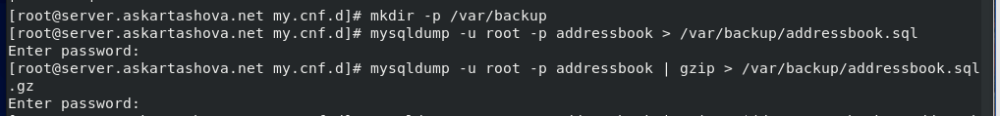 [root@server.askartashova.net my.cnf.d]# mkdir -p /var/backup
[root@server.askartashova.net my.cnf.d]# mysqldump -u root -p addressbook > /var/backup/addressbook.sql
Enter password:
[root@server.askartashova.net my.cnf.d]# mysqldump -u root -p addressbook | gzip > /var/backup/addressbook.sql
.gz
Enter password: